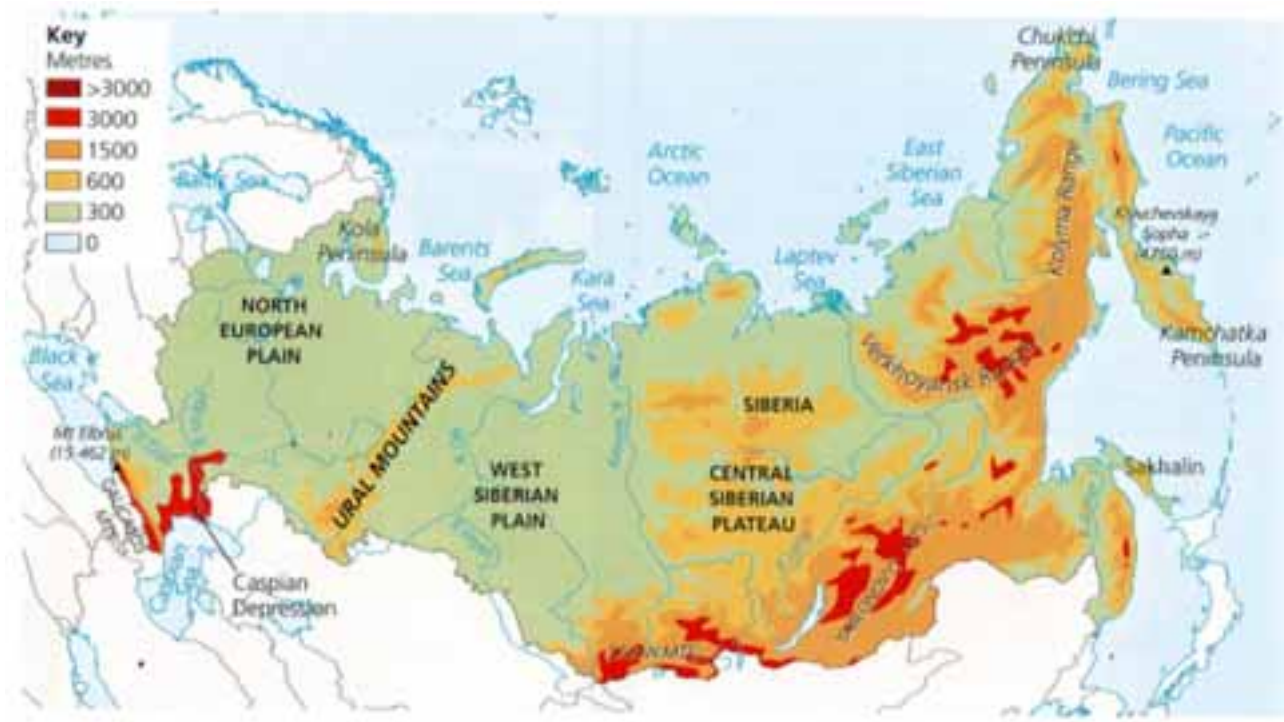 Key
Metres
>3000
3000
1500
600
300
0
Chukchi
Peninsula
Bering Sea
Pacific
Ocean
Arctic
Ocean
East
Siberian
Sea
Sea
Kola
Peninsula
Barents
Sea
Kara
Sea
Laptev
Sea
Kolyma Range
Sopha
Kamchatka
Peninsula
NORTH
EUROPEAN
PLAIN
Black
Sea
Verkhoyansk
URAL MOUNTAINS
SIBERIA
Mt Elbrus
WEST
SIBERIAN
PLAIN
CENTRAL
SIBERIAN
PLATEAU
Sakhalin
Caspian
Depression